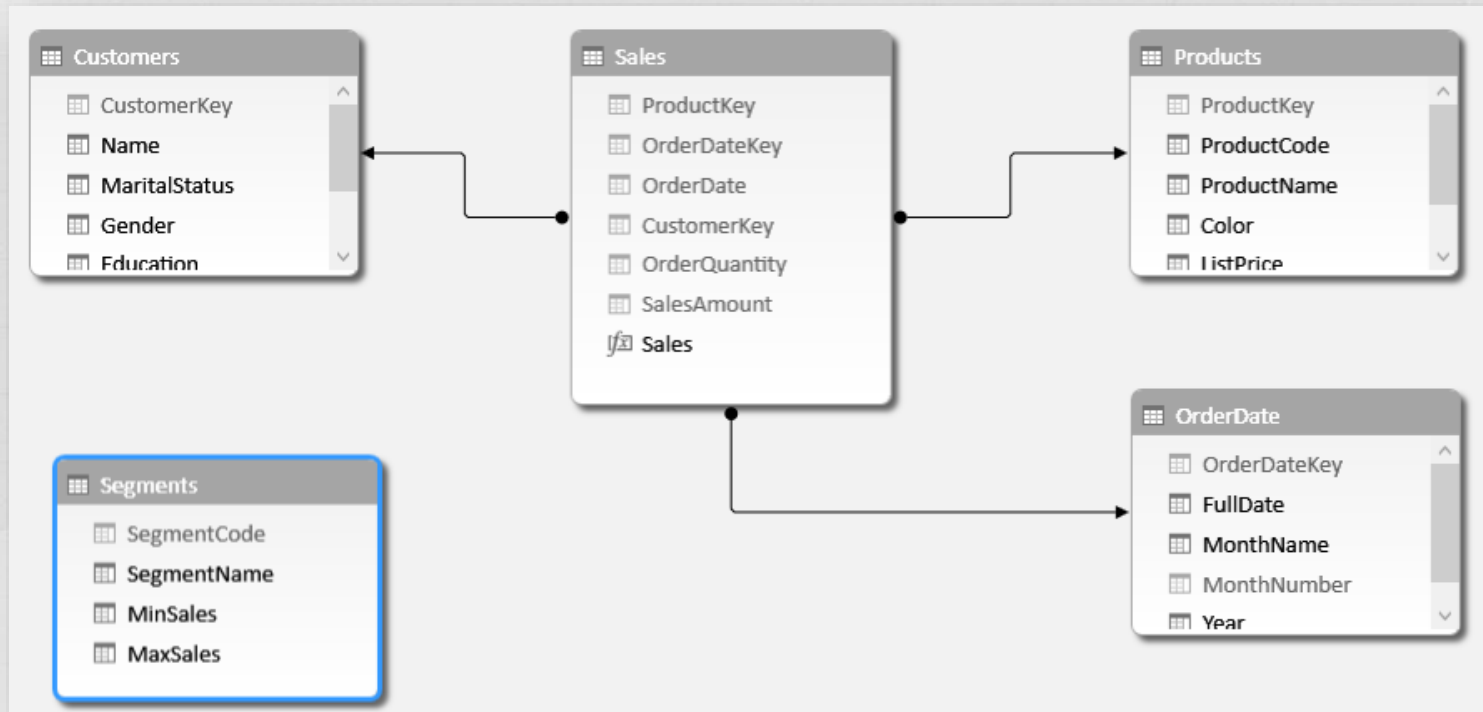 Customers
CustomerKey
Name
MaritalStatus
Gender
Education
Sales
ProductKey
OrderDateKey
OrderDate
CustomerKey
OrderQuantity
SalesAmount
Sales
Products
ProductKey
ProductCode
ProductName
Color
ListPrice
Segments
SegmentCode
SegmentName
MinSales
MaxSales
OrderDate
OrderDateKey
FullDate
MonthName
MonthNumber
Year